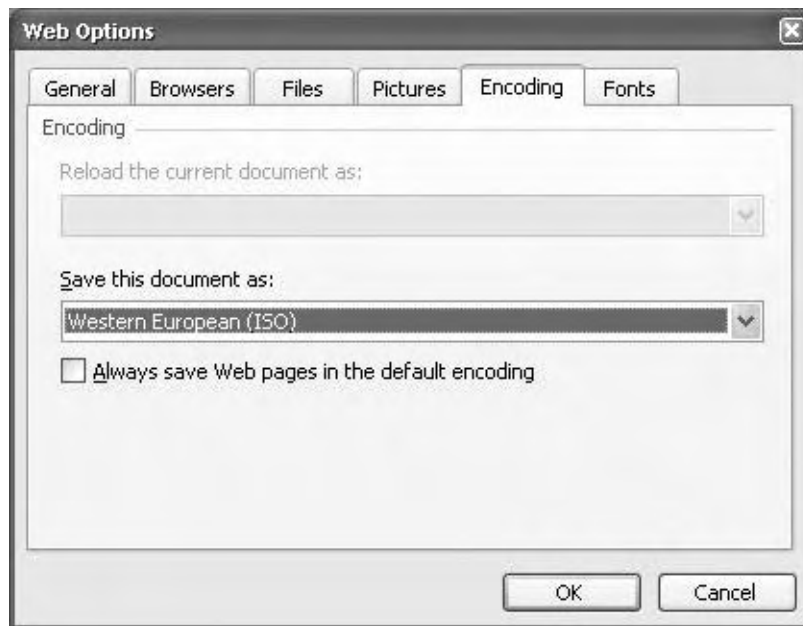 Web Options
General Browsers Files Pictures Encoding Fonts
Encoding
Reload the current document as:
Save this document as:
Western European (ISO)
Always save Web pages in the default encoding
OK Cancel